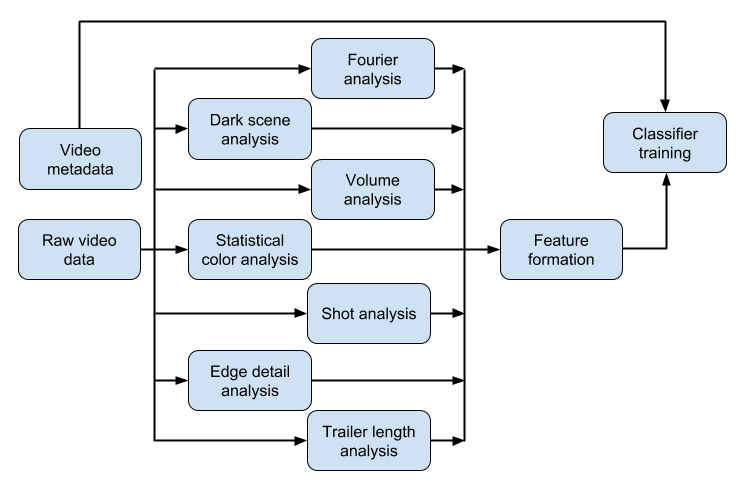 Fourier
analysis
Dark scene
analysis
Video
metadata
Classifier
training
Volume
analysis
Raw video
data
Statistical
color analysis
Feature
formation
Shot analysis
Edge detail
analysis
Trailer length
analysis